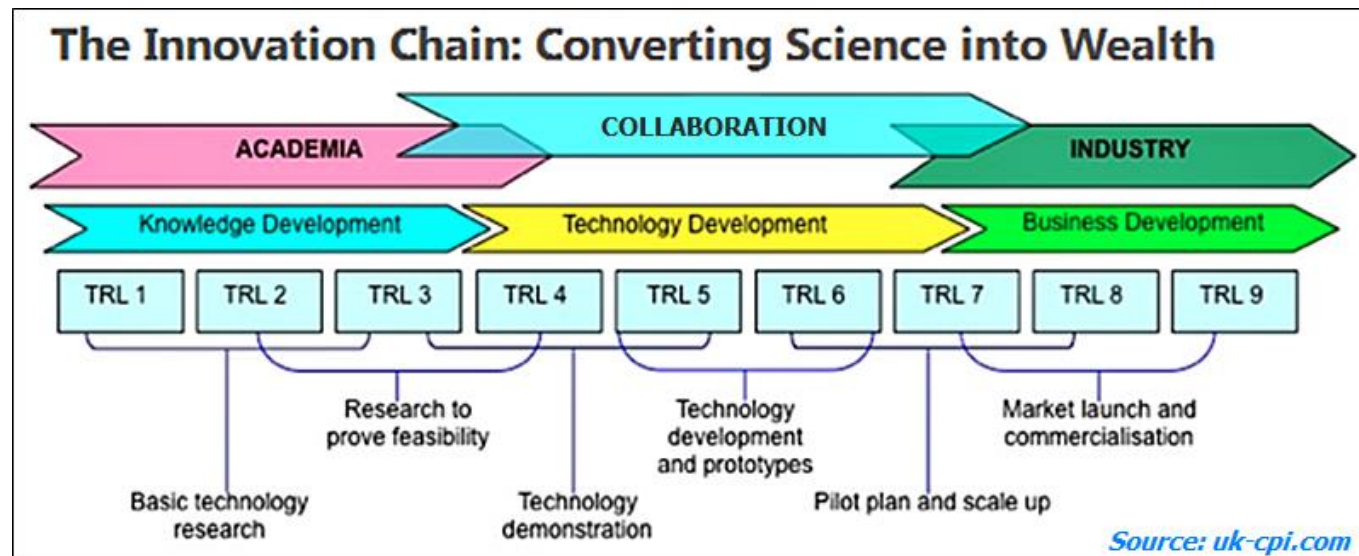 The Innovation Chain: Converting Science into Wealth
COLLABORATION
ACADEMIA
INDUSTRY
Knowledge Development
Technology Development
Business Development
TRL 1
TRL 2
TRL 3
TRL 4
TRL 5
TRL 6
TRL 7
TRL 8
TRL 9
Research to
prove feasibility
Technology
development
and prototypes
Market launch and
commercialisation
Basic technology
research
Technology
demonstration
Pilot plan and scale up
Source: uk-cpi.com